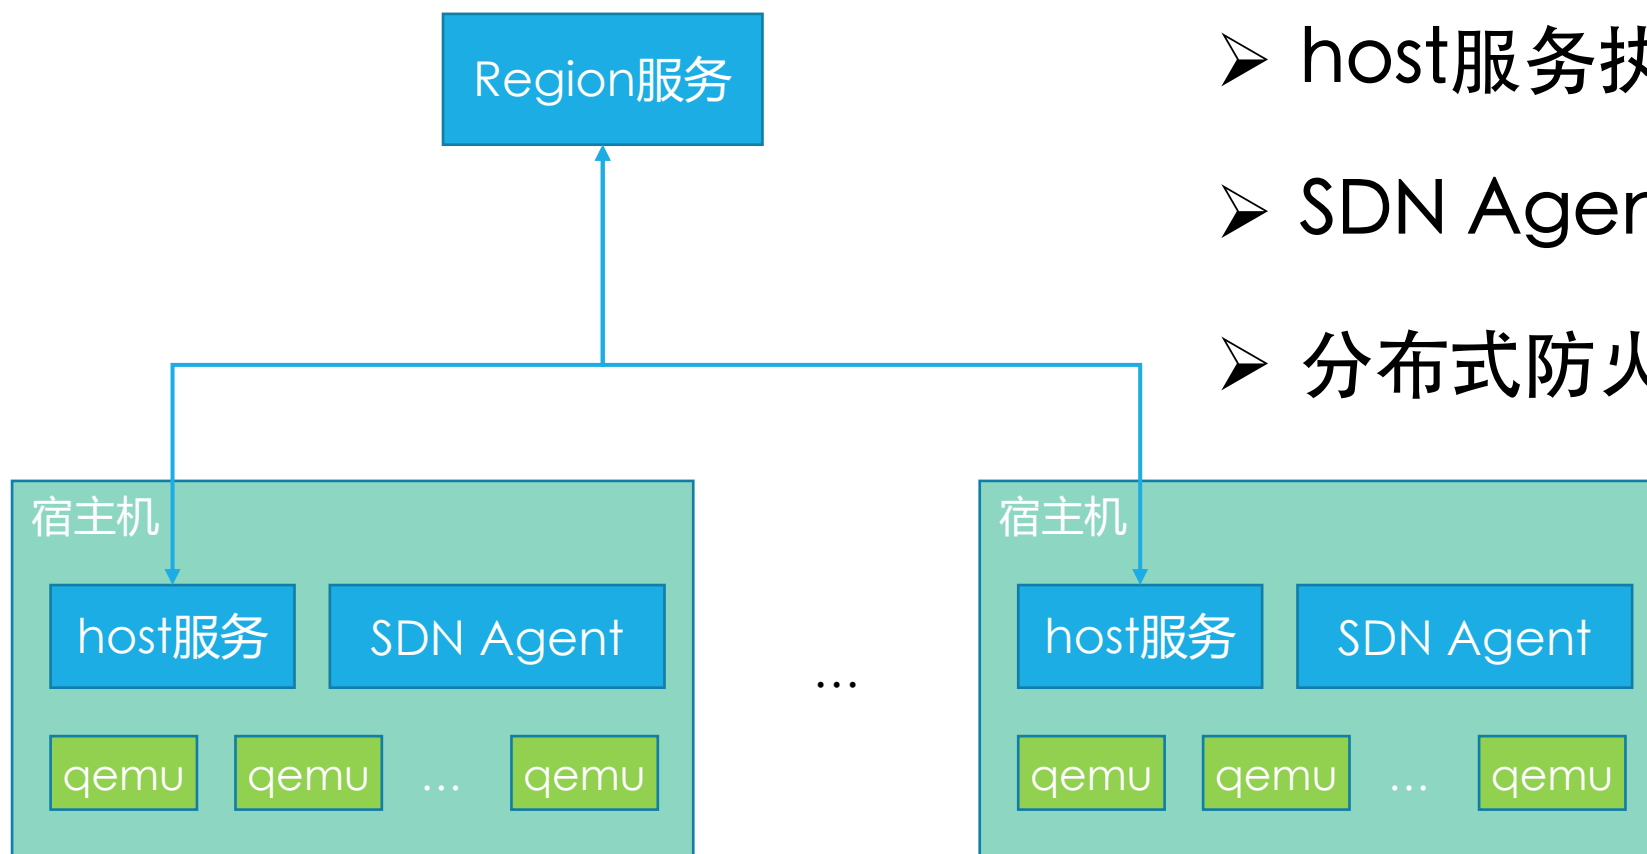 Region服务
➢ host服务执
➢ SDN Agen
➢ 分布式防火
宿主机
host服务
SDN Agent
qemu
qemu
...
qemu
...
宿主机
host服务
SDN Agent
qemu
qemu
...
qemu